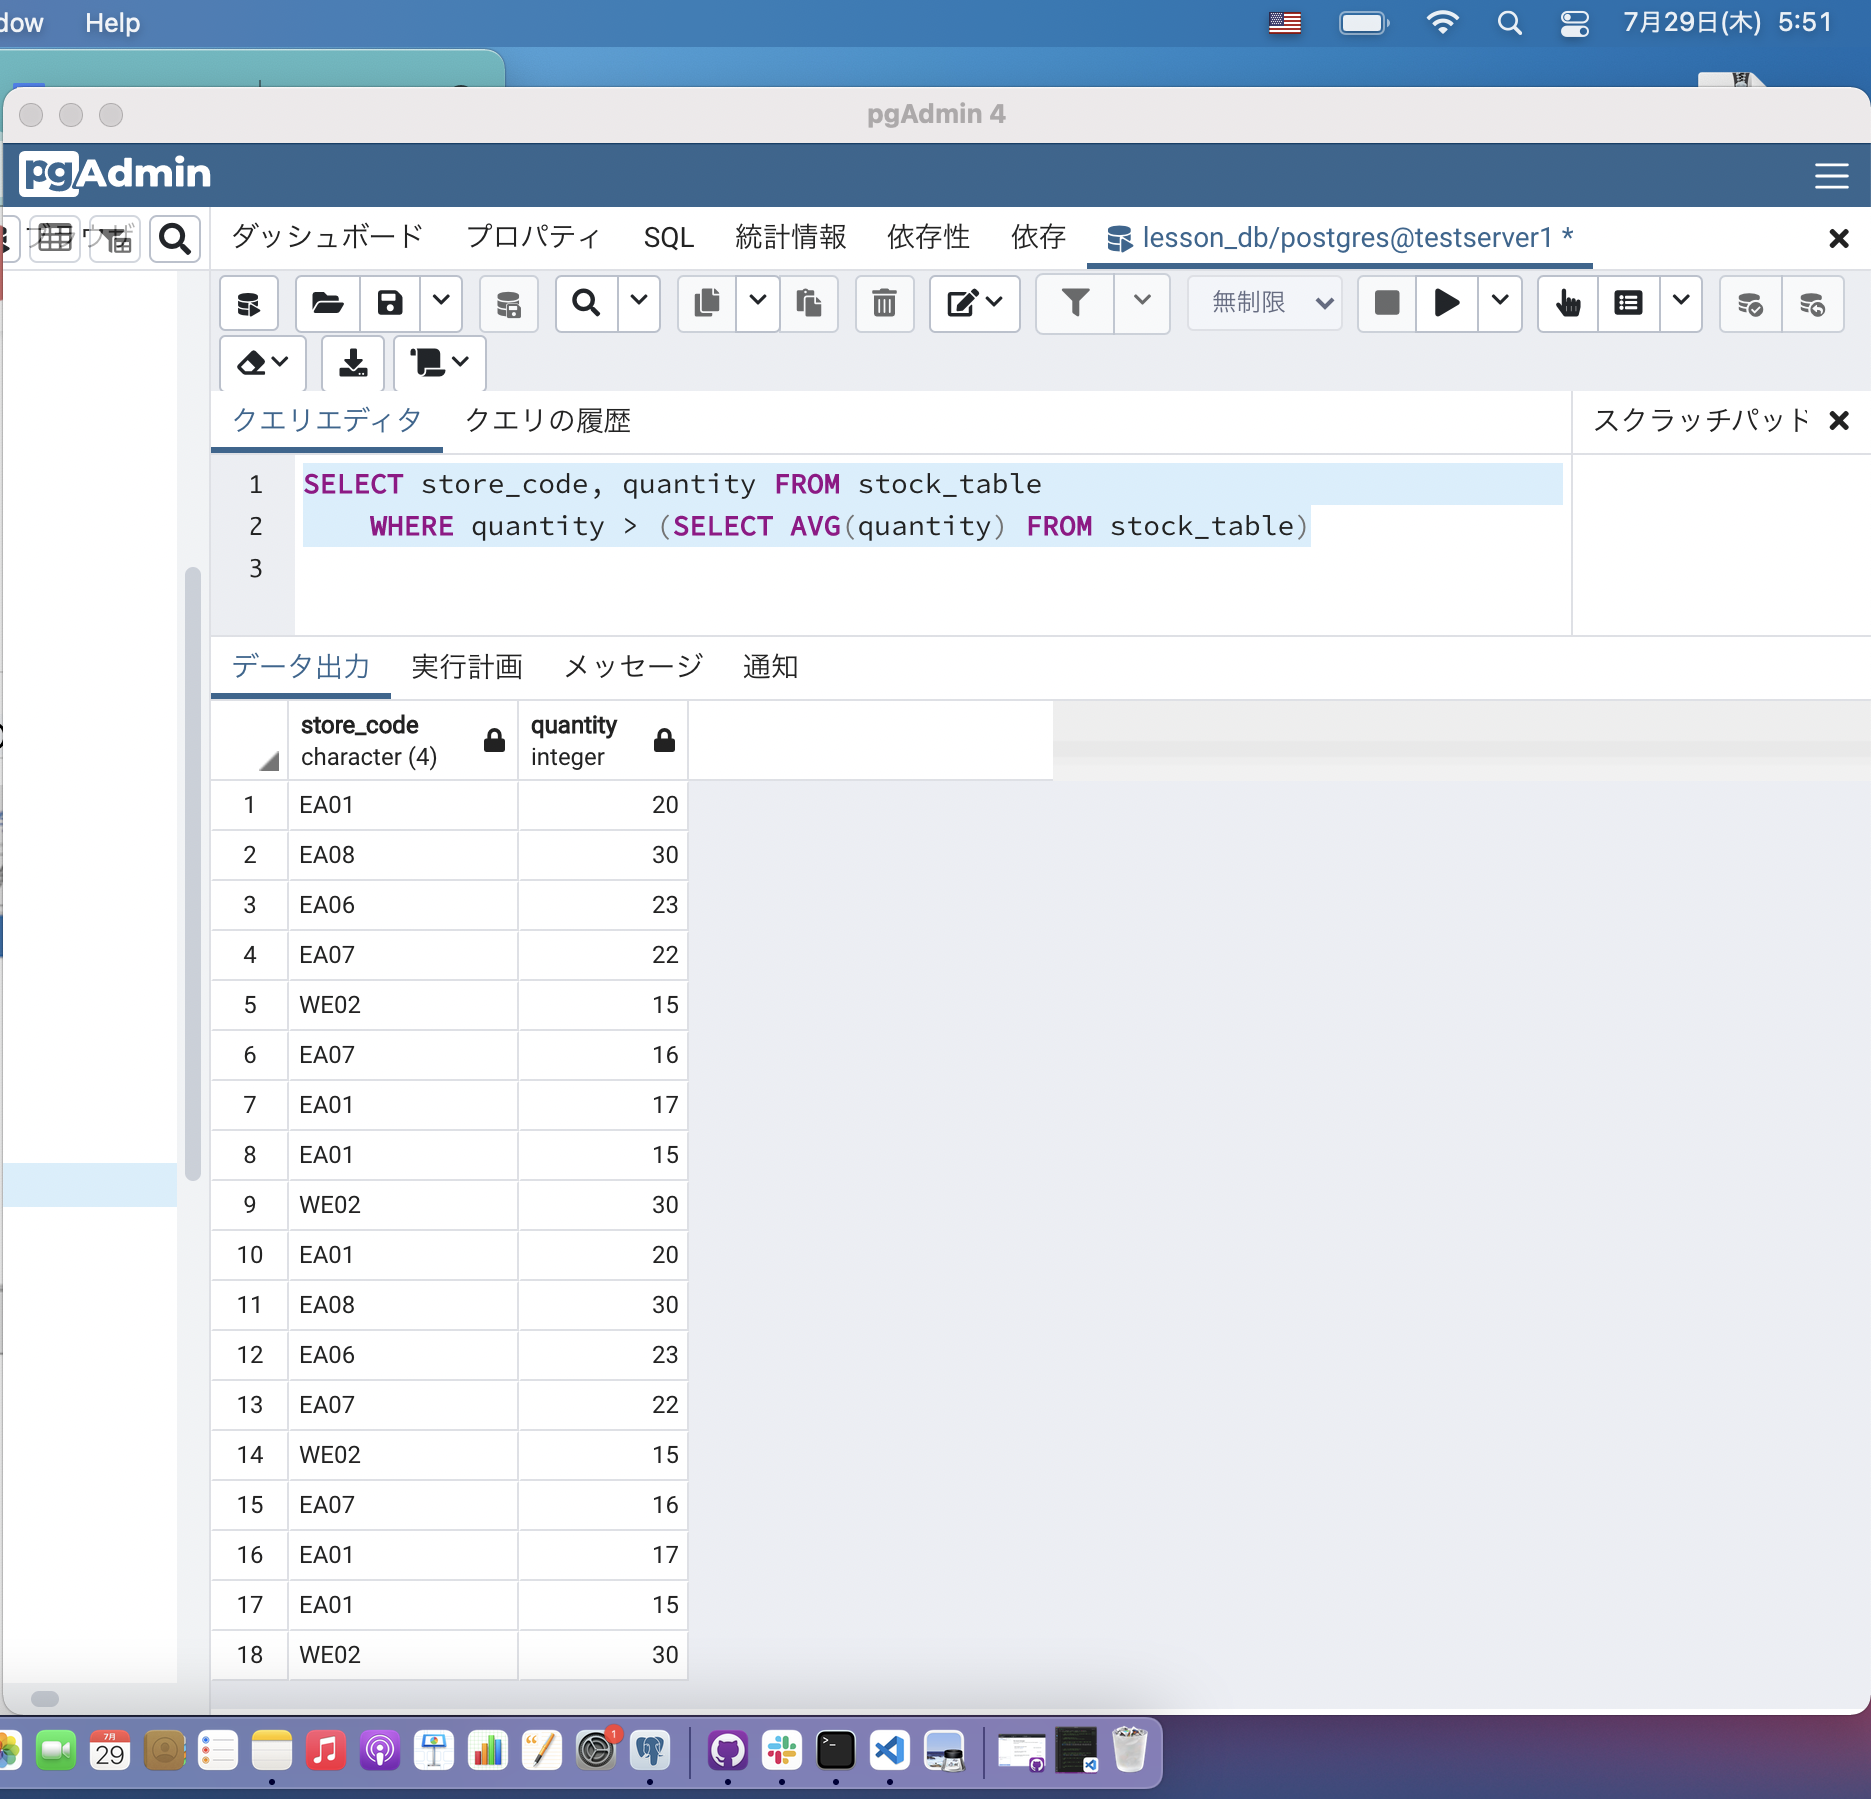 Help
7月29日(木) 5:51
pgAdmin 4
pgAdmin
ブラウザ
ダッシュボード プロパティ SQL 統計情報 依存性 依存 lesson_db/postgres@testserver1 *
無制限
クエリエディタ クエリの履歴
スクラッチパッド
1 SELECT store_code, quantity FROM stock_table
2 WHERE quantity > (SELECT AVG(quantity) FROM stock_table)
3
データ出力 実行計画 メッセージ 通知
store_code quantity
character (4) integer
1 EA01 20
2 EA08 30
3 EA06 23
4 EA07 22
5 WE02 15
6 EA07 16
7 EA01 17
8 EA01 15
9 WE02 30
10 EA01 20
11 EA08 30
12 EA06 23
13 EA07 22
14 WE02 15
15 EA07 16
16 EA01 17
17 EA01 15
18 WE02 30
7月
29
1